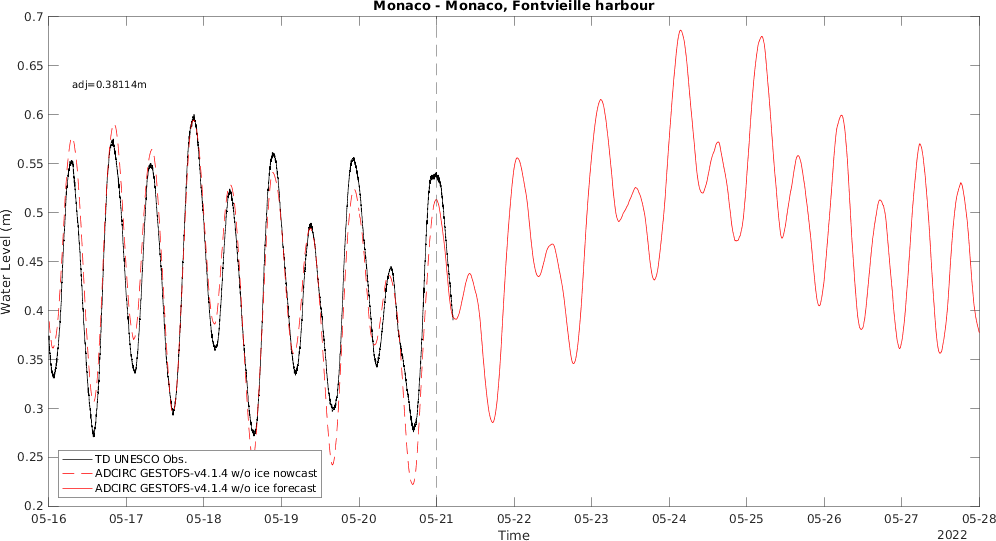 Monaco - Monaco, Fontvieille harbour
0.7
0.65
adj=0.38114m
0.6
0.55
0.5
0.45
0.4
0.35
0.3
0.25
0.2
Water Level (m)
TD UNESCO Obs.
ADCIRC GESTOFS-v4.1.4 w/o ice nowcast
ADCIRC GESTOFS-v4.1.4 w/o ice forecast
05-16 05-17 05-18 05-19 05-20 05-21 05-22 05-23 05-24 05-25 05-26 05-27 05-28
Time
2022